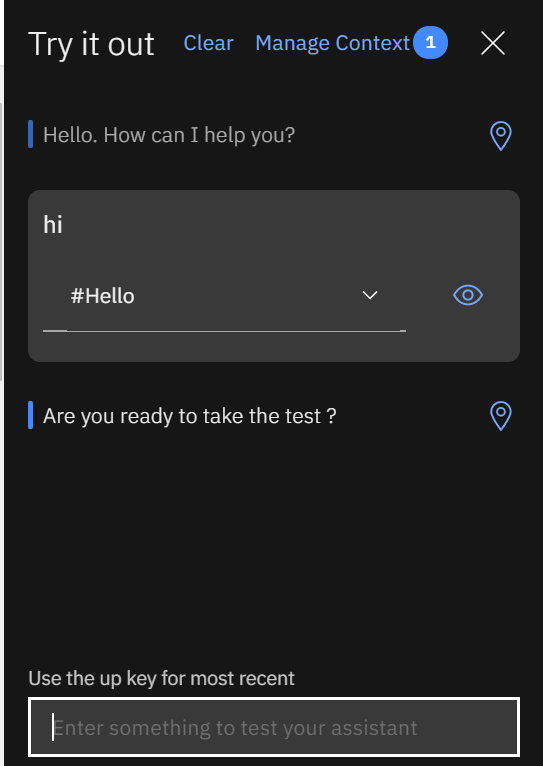 Try it out Clear Manage Context 1
Hello. How can I help you?
hi
#Hello
Are you ready to take the test ?
Use the up key for most recent
Enter something to test your assistant